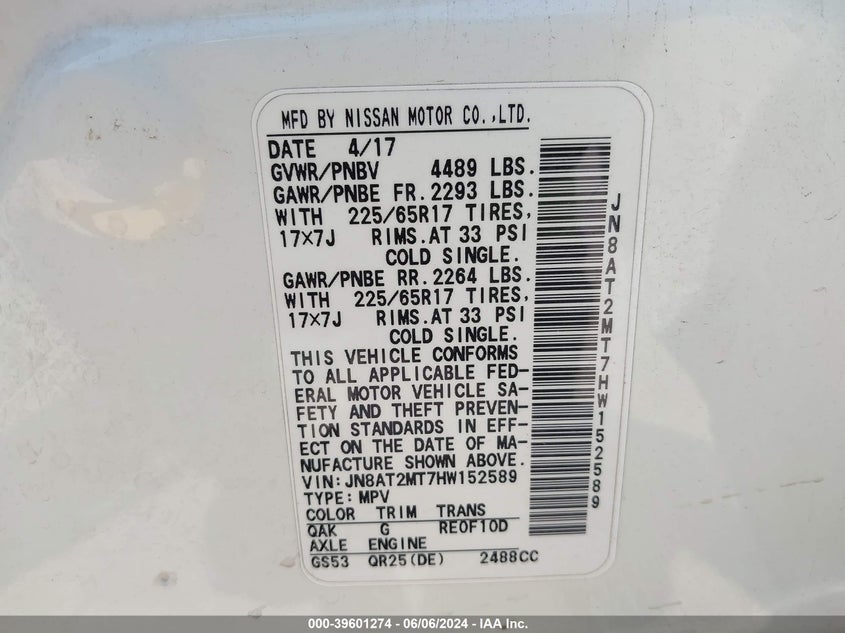 MFD BY NISSAN MOTOR CO.,LTD.
DATE 4/17
GVWR/PNBV 4489 LBS.
GAWR/PNBE FR.2293 LBS.
WITH 225/65R17 TIRES,
17×7J RIMS.AT 33 PSI
COLD SINGLE.
GAWR/PNBE RR.2264 LBS.
WITH 225/65R17 TIRES,
17×7J RIMS.AT 33 PSI
COLD SINGLE.
THIS VEHICLE CONFORMS
TO ALL APPLICABLE FED-
ERAL MOTOR VEHICLE SA-
FETY AND THEFT PREVEN-
TION STANDARDS IN EFF-
ECT ON THE DATE OF MA-
NUFACTURE SHOWN ABOVE.
VIN:JN8AT2MT7HW152589
TYPE:MPV
COLOR TRIM TRANS
QAK G RE0F10D
AXLE ENGINE
GS53 QR25(DE) 2488CC
JN8AT2MT7HW152589
000-39601274 - 06/06/2024 - IAA Inc.